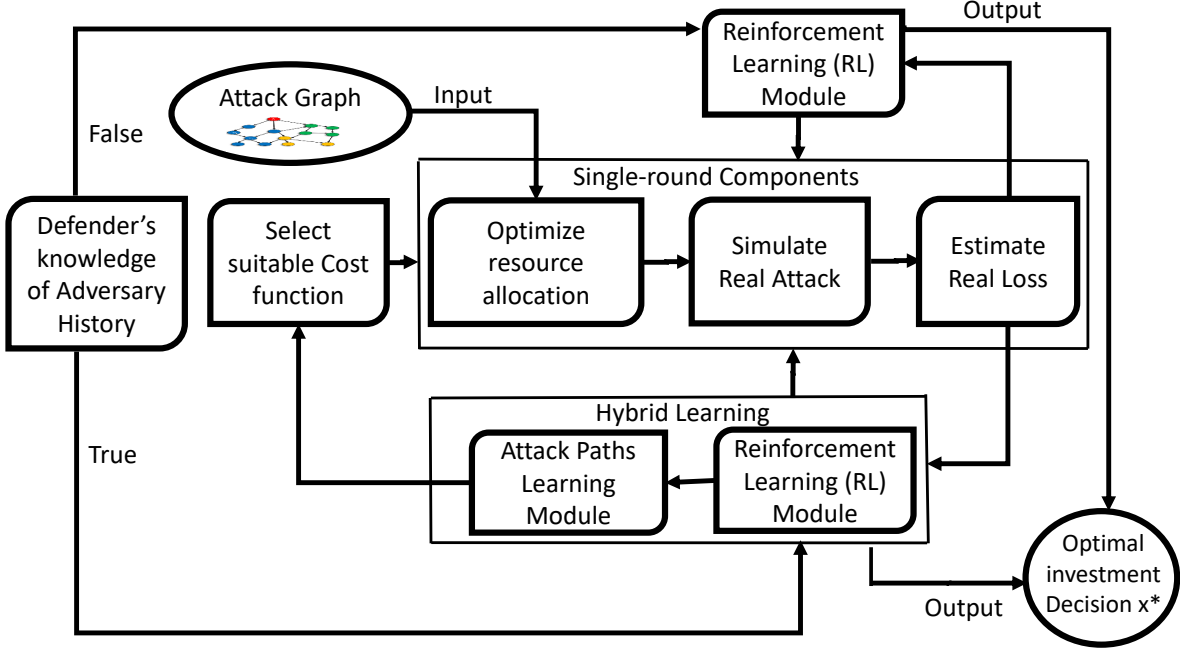 Output
Reinforcement
Learning (RL)
Module
Attack Graph
Input
False
Single-round Components
Defender’s
knowledge
of Adversary
History
Select
suitable Cost
function
Optimize
resource
allocation
Simulate
Real Attack
Estimate
Real Loss
Hybrid Learning
True
Attack Paths
Learning
Module
Reinforcement
Learning (RL)
Module
Optimal
investment
Decision x*
Output